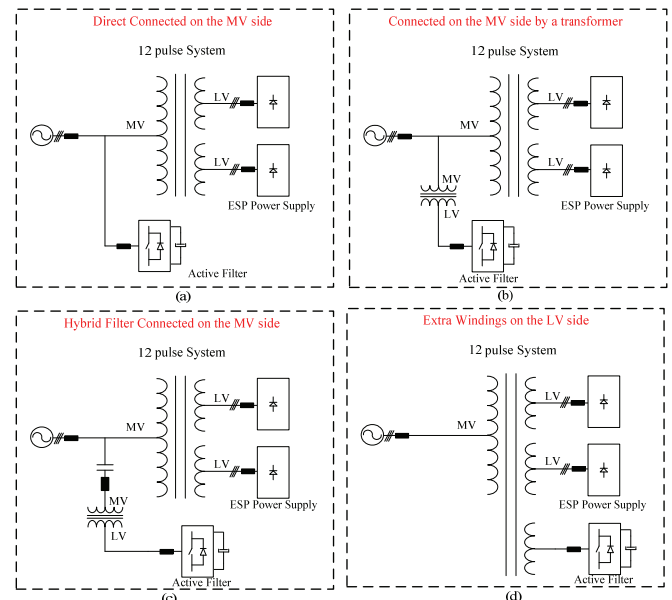 Direct Connected on the MV side
12 pulse System
LV
MV
LV
ESP Power Supply
Active Filter
(a)
Connected on the MV side by a transformer
12 pulse System
LV
MV
LV
MV
LV
ESP Power Supply
Active Filter
(b)
Hybrid Filter Connected on the MV side
12 pulse System
LV
MV
LV
MV
LV
ESP Power Supply
Active Filter
(c)
Extra Windings on the LV side
12 pulse System
LV
MV
LV
ESP Power Supply
Active Filter
(d)